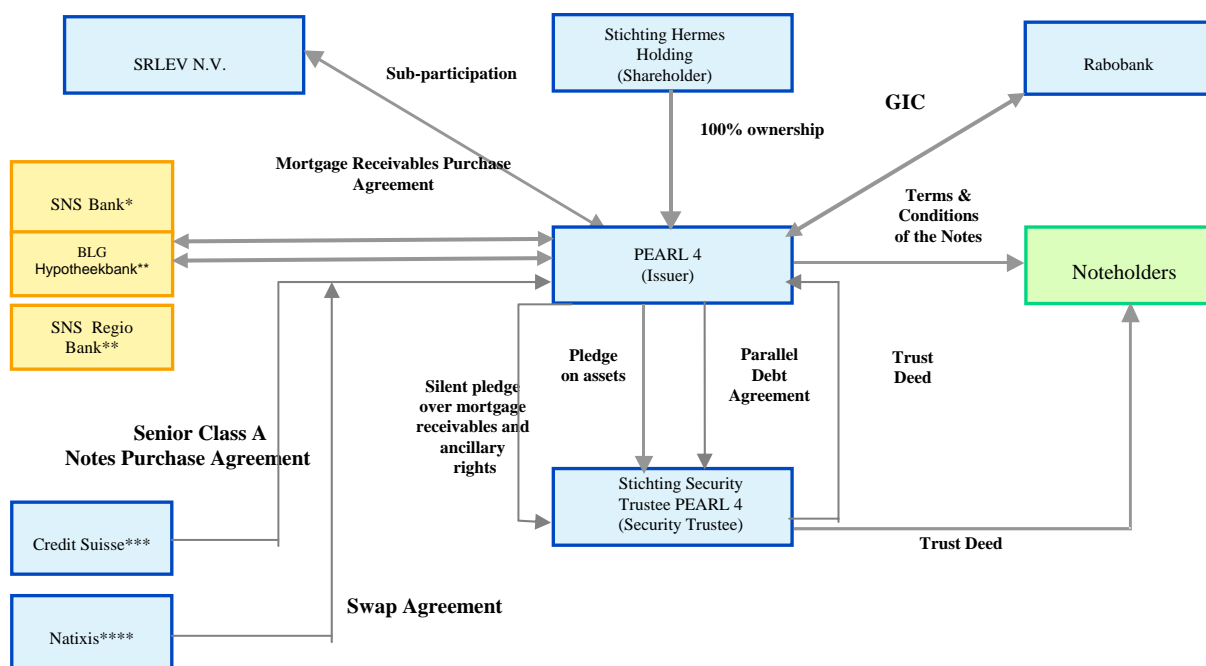 SRLEV N.V.
Sub-participation
Stichting Hermes
Holding
(Shareholder)
Rabobank
GIC
100% ownership
Mortgage Receivables Purchase
Agreement
Terms &
Conditions
of the Notes
SNS Bank*
BLG
Hypotheekbank**
SNS  Regio
Bank**
PEARL 4
(Issuer)
Noteholders
Silent pledge
over mortgage
receivables and
ancillary
rights
Pledge
on assets
Parallel
Debt
Agreement
Trust
Deed
Senior Class A
Notes Purchase Agreement
Stichting Security
Trustee PEARL 4
(Security Trustee)
Trust Deed
Credit Suisse***
Swap Agreement
Natixis****